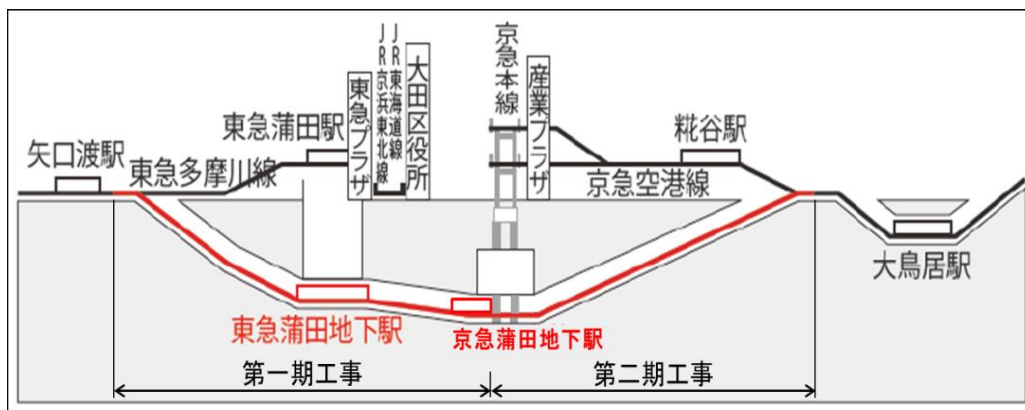 矢口渡駅
東急多摩川線
東急蒲田駅
東急プラザ
JR京浜東北線
JR東海道線
大田区役所
京急本線
産業プラザ
糀谷駅
京急空港線
大鳥居駅
東急蒲田地下駅
京急蒲田地下駅
第一期工事
第二期工事